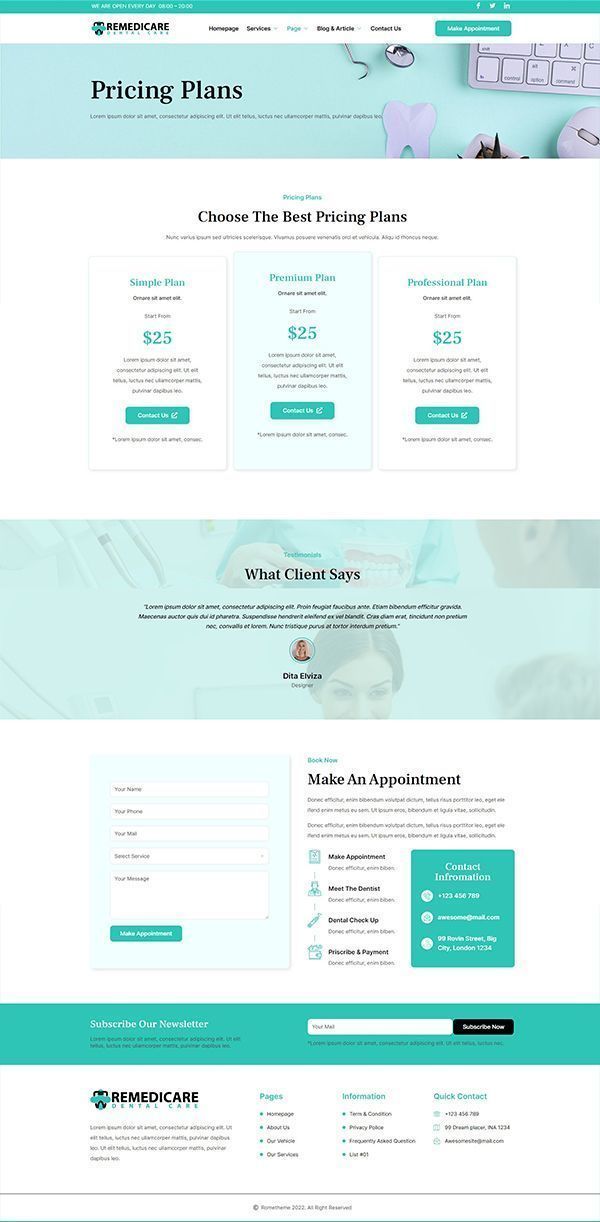 WE ARE OPEN EVERY DAY 08:00 - 20:00
REMEDICARE
DENTAL CARE
Homepage Services Page Blog & Article Contact Us
Make Appointment
control option
Pricing Plans
Lorem ipsum dolor sit amet, consectetur adipiscing elit. Ut elit tellus, luctus nec ullamcorper mattis, pulvinar dapibus leo.
Pricing Plans
Choose The Best Pricing Plans
Nunc varius ipsum sed ultricies scelerisque. Vivamus posuere venenatis orci et vehicula. Aliqu id rhoncus neque.
Simple Plan
Ornare sit amet elit.
Start From
$25
Lorem ipsum dolor sit amet,
consectetur adipiscing elit. Ut elit
tellus, luctus nec ullamcorper mattis,
pulvinar dapibus leo.
Contact Us
*Lorem ipsum dolor sit amet, consec.
Premium Plan
Ornare sit amet elit.
Start From
$25
Lorem ipsum dolor sit amet,
consectetur adipiscing elit. Ut elit
tellus, luctus nec ullamcorper mattis,
pulvinar dapibus leo.
Contact Us
*Lorem ipsum dolor sit amet, consec.
Professional Plan
Ornare sit amet elit.
Start From
$25
Lorem ipsum dolor sit amet,
consectetur adipiscing elit. Ut elit
tellus, luctus nec ullamcorper mattis,
pulvinar dapibus leo.
Contact Us
*Lorem ipsum dolor sit amet, consec.
Testimonials
What Client Says
"Lorem ipsum dolor sit amet, consectetur adipiscing elit. Proin feugiat faucibus ante. Etiam bibendum efficitur gravida.
Maecenas auctor quis dui id pharetra. Suspendisse hendrerit eleifend ex vel blandit. Cras diam erat, tincidunt non pretium
nec, convallis et lorem. Nunc tristique purus at tortor interdum pretium."
Dita Elviza
Designer
Your Name
Your Phone
Your Mail
Select Service
Your Message
Make Appointment
Book Now
Make An Appointment
Donec efficitur, enim bibendum volutpat dictum, tellus risus porttitor leo, eget ele
ifend enim metus eu sem. Ut ipsum eros, bibendum et ligula vitae, sollicitudin.
Donec efficitur, enim bibendum volutpat dictum, tellus risus porttitor leo, eget ele
ifend enim metus eu sem. Ut ipsum eros, bibendum et ligula vitae, sollicitudin.
Make Appointment
Donec efficitur, enim biben.
Meet The Dentist
Donec efficitur, enim biben.
Dental Check Up
Donec efficitur, enim biben.
Priscribe & Payment
Donec efficitur, enim biben.
Contact
Infromation
+123 456 789
awesome@mail.com
99 Rovin Street, Big
City, London 1234
Subscribe Our Newsletter
Lorem ipsum dolor sit amet, consectetur adipiscing elit. Ut elit
tellus, luctus nec ullamcorper mattis, pulvinar dapibus leo.
Your Mail
Subscribe Now
*Lorem ipsum dolor sit amet, consectetur adipiscing elit. Ut elit tellus, luctus nec.
REMEDICARE
DENTAL CARE
Lorem ipsum dolor sit amet,
consectetur adipiscing elit. Ut elit
tellus, luctus nec ullamcorper mattis, pulvinar
dapibus leo.
Pages
Homepage
About Us
Our Vehicle
Our Services
Information
Term & Condition
Privacy Police
Frequently Asked Question
List #01
Quick Contact
+123 456 789
99 Dream placer, INA 1234
Awesomesite@mail.com
© Rometheme 2022. All Right Reserved